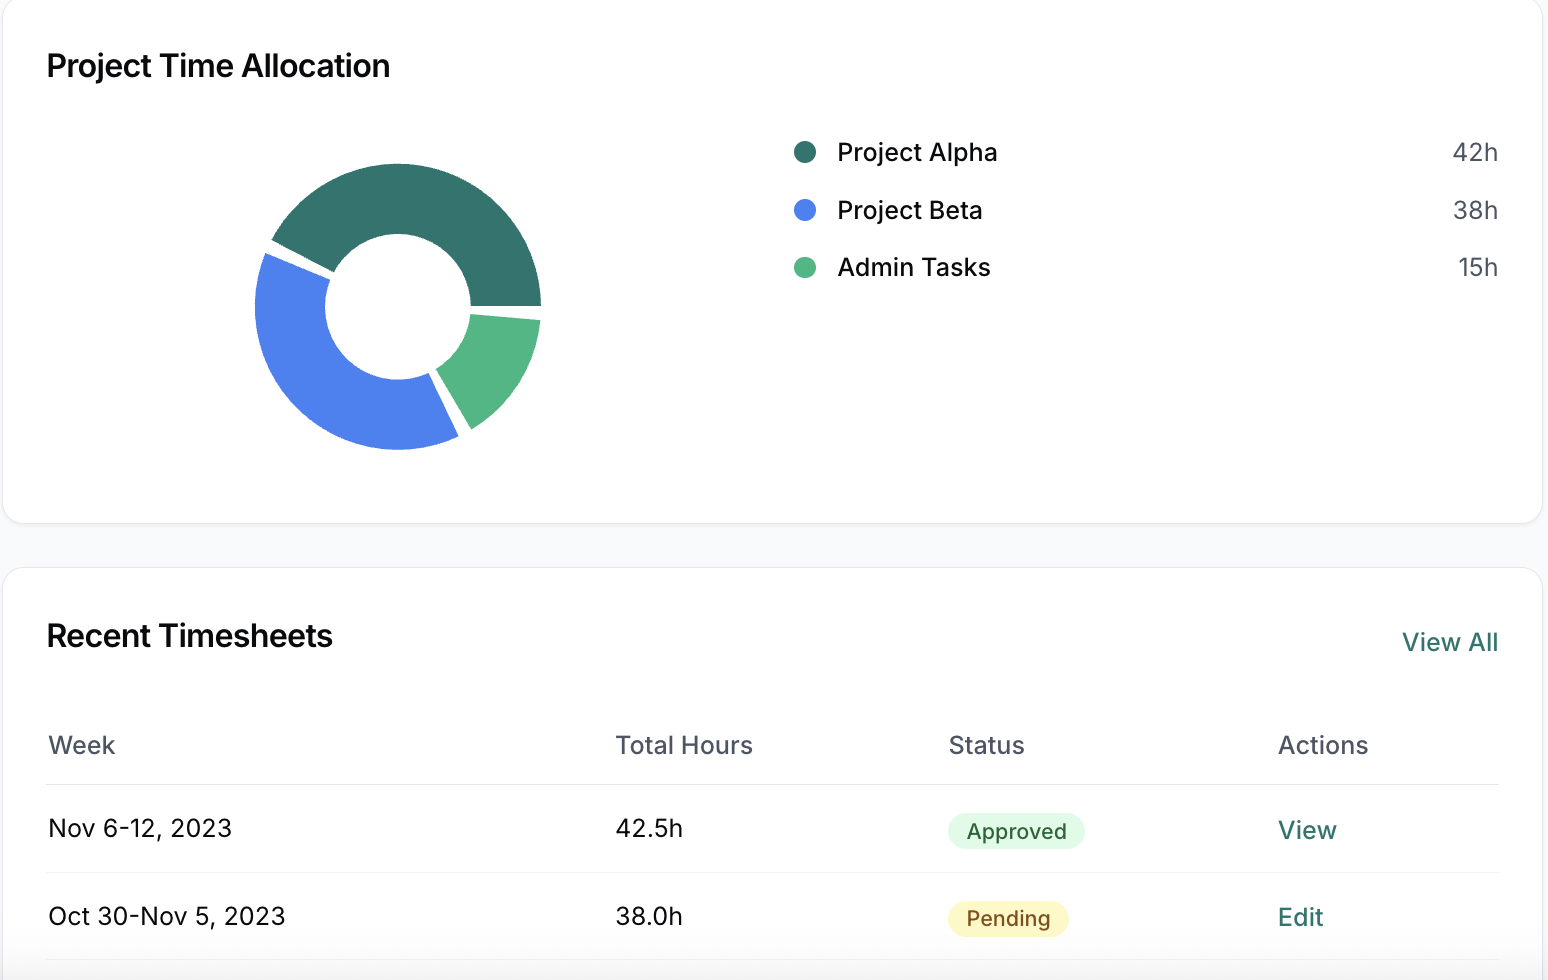 Project Time Allocation
Project Alpha 42h
Project Beta 38h
Admin Tasks 15h
Recent Timesheets
View All
Week Total Hours Status Actions
Nov 6-12, 2023 42.5h Approved View
Oct 30-Nov 5, 2023 38.0h Pending Edit